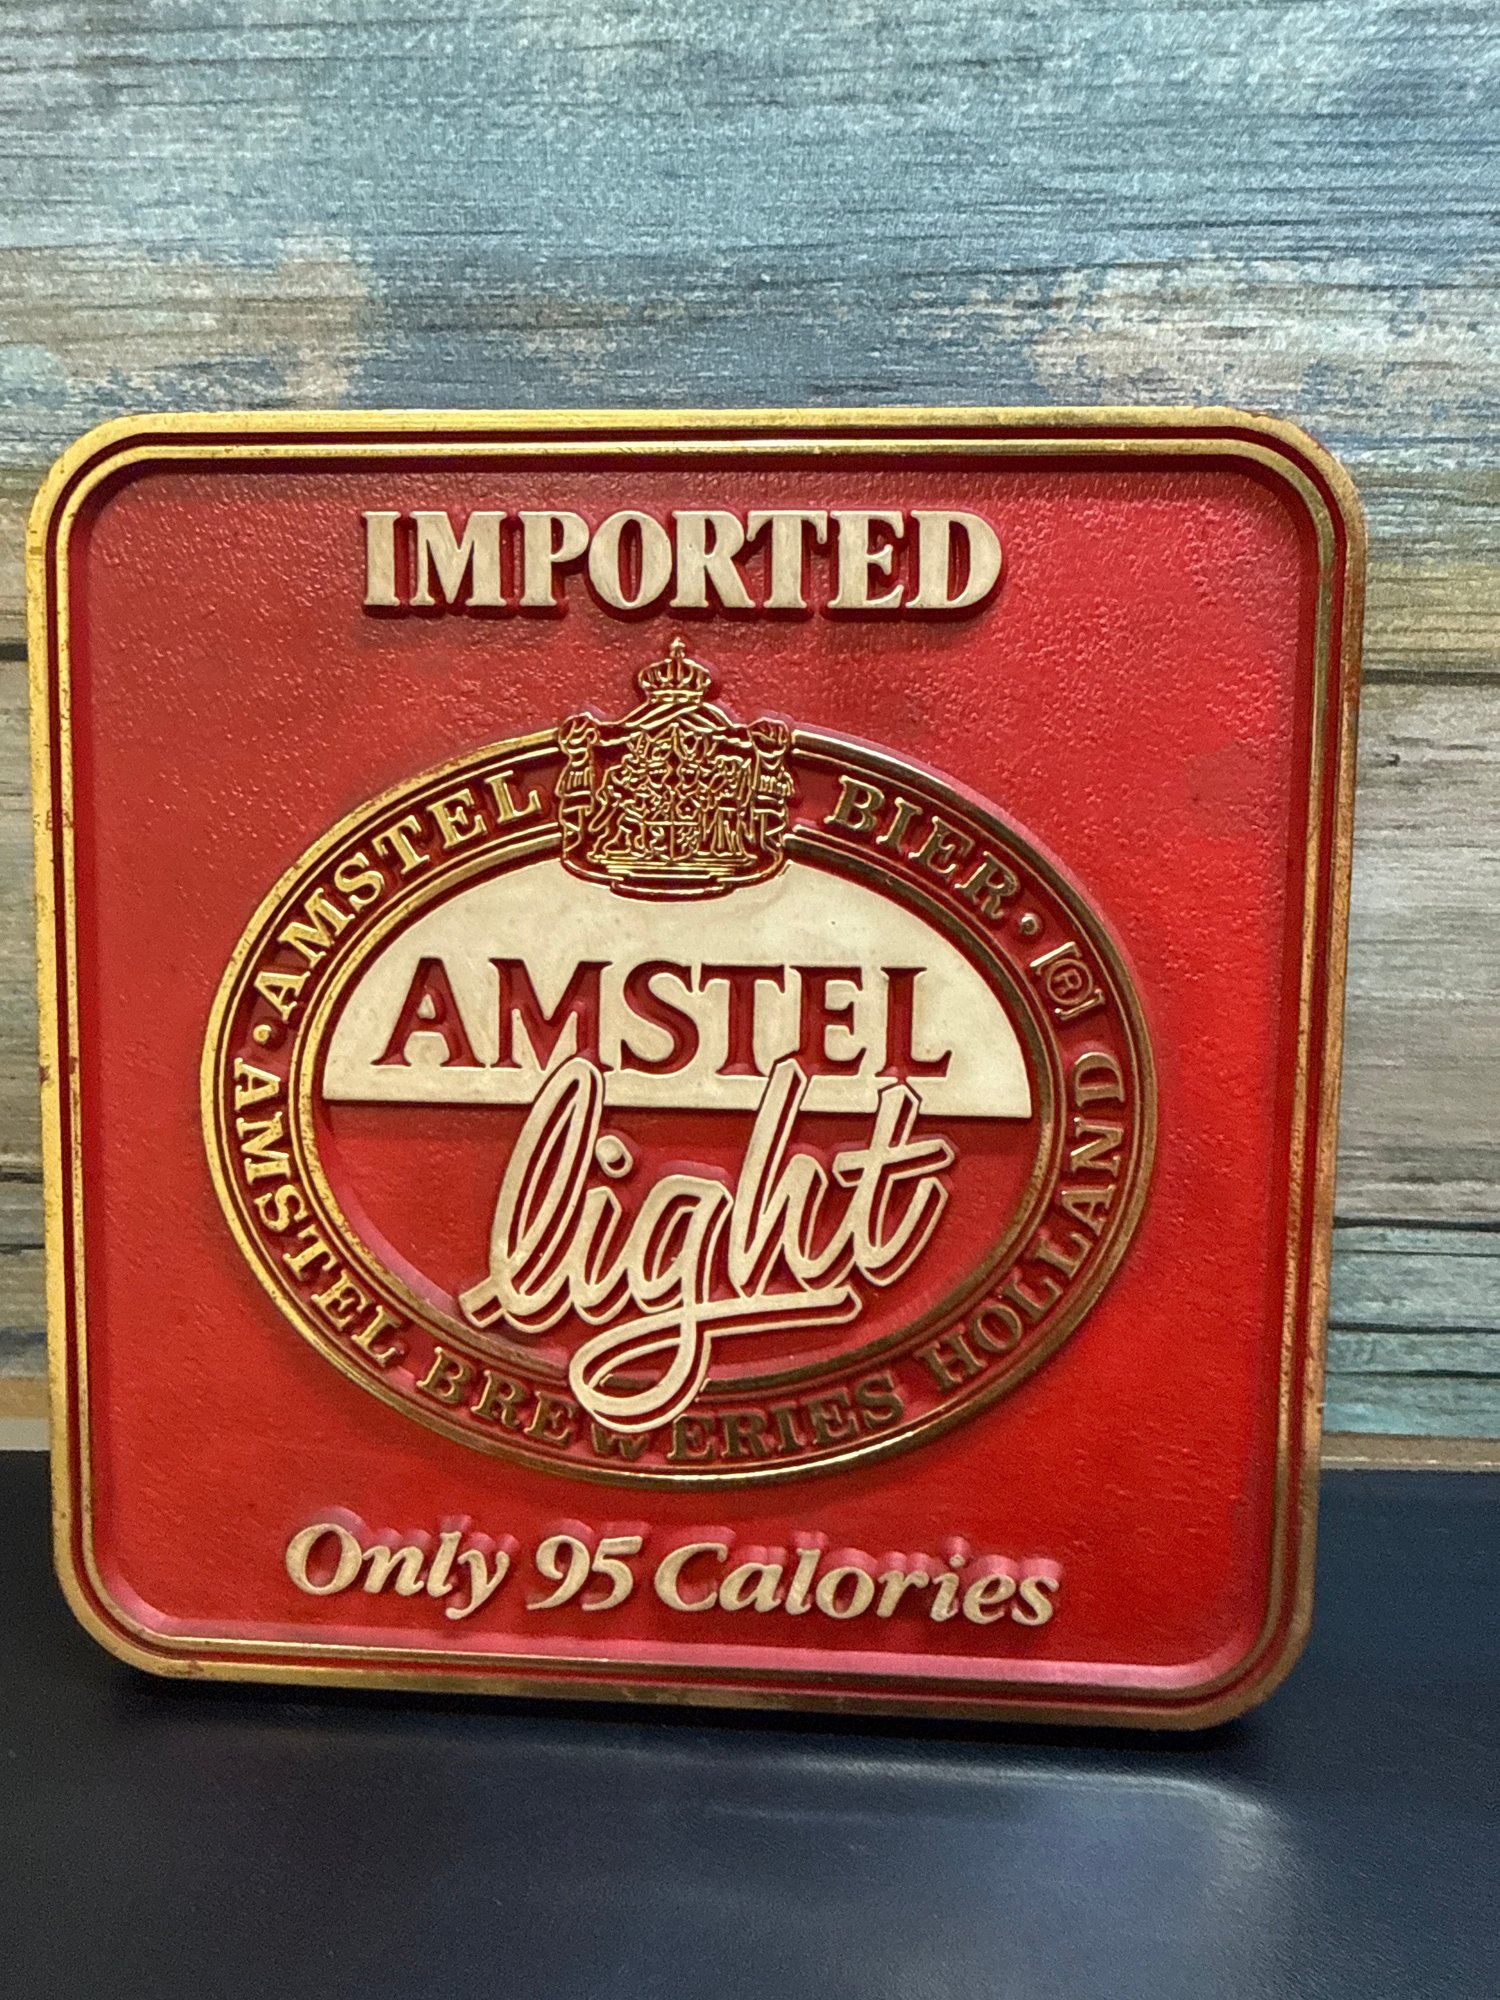 IMPORTED
· AMSTEL BIER · ®
AMSTEL
light
AMSTEL BREWERIES HOLLAND
Only 95 Calories